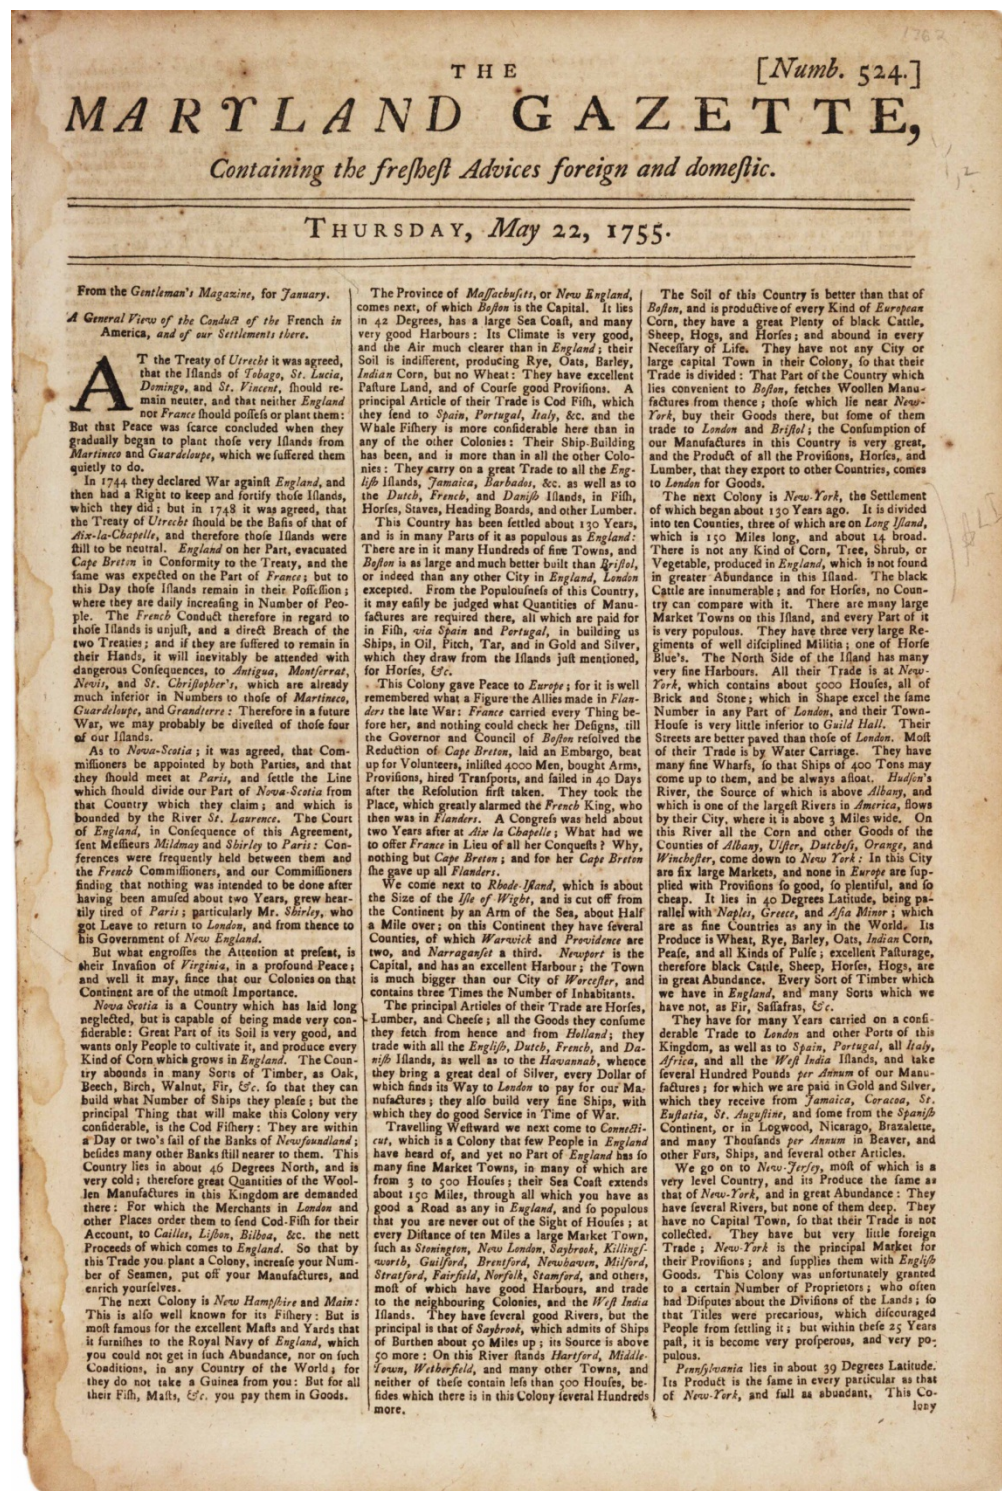 THE [Numb. 524.]
MARYLAND GAZETTE,
Containing the freſheſt Advices foreign and domeſtic.
THURSDAY, May 22, 1755.
From the Gentleman's Magazine, for January.
A General View of the Conduct of the French in
America, and of our Settlements there.
AT the Treaty of Utrecht it was agreed,
that the Iſlands of Tobago, St. Lucia,
Domingo, and St. Vincent, ſhould re-
main neuter, and that neither England
nor France ſhould poſſeſs or plant them:
But that Peace was ſcarce concluded when they
gradually began to plant thoſe very Iſlands from
Martineco and Guardeloupe, which we ſuffered them
quietly to do.
In 1744 they declared War againſt England, and
then had a Right to keep and fortify thoſe Iſlands,
which they did; but in 1748 it was agreed, that
the Treaty of Utrecht ſhould be the Baſis of that of
Aix-la-Chapelle, and therefore thoſe Iſlands were
ſtill to be neutral. England on her Part, evacuated
Cape Breton in Conformity to the Treaty, and the
ſame was expected on the Part of France; but to
this Day thoſe Iſlands remain in their Poſſeſſion;
where they are daily increaſing in Number of Peo-
ple. The French Conduct therefore in regard to
thoſe Iſlands is unjuſt, and a direct Breach of the
two Treaties; and if they are ſuffered to remain in
their Hands, it will inevitably be attended with
dangerous Conſequences, to Antigua, Montſerrat,
Nevis, and St. Chriſtopher's, which are already
much inferior in Numbers to thoſe of Martineco,
Guardeloupe, and Grandterre: Therefore in a future
War, we may probably be diveſted of thoſe four
of our Iſlands.
As to Nova-Scotia; it was agreed, that Com-
miſſioners be appointed by both Parties, and that
they ſhould meet at Paris, and ſettle the Line
which ſhould divide our Part of Nova-Scotia from
that Country which they claim; and which is
bounded by the River St. Laurence. The Court
of England, in Conſequence of this Agreement,
ſent Meſſieurs Mildmay and Shirley to Paris: Con-
ferences were frequently held between them and
the French Commiſſioners, and our Commiſſioners
finding that nothing was intended to be done after
having been amuſed about two Years, grew hear-
tily tired of Paris; particularly Mr. Shirley, who
got Leave to return to London, and from thence to
his Government of New England.
But what engroſſes the Attention at preſent, is
their Invaſion of Virginia, in a profound Peace;
and well it may, ſince that our Colonies on that
Continent are of the utmoſt Importance.
Nova Scotia is a Country which has laid long
neglected, but is capable of being made very con-
ſiderable: Great Part of its Soil is very good, and
wants only People to cultivate it, and produce every
Kind of Corn which grows in England. The Coun-
try abounds in many Sorts of Timber, as Oak,
Beech, Birch, Walnut, Fir, &c. ſo that they can
build what Number of Ships they pleaſe; but the
principal Thing that will make this Colony very
conſiderable, is the Cod Fiſhery: They are within
a Day or two's ſail of the Banks of Newfoundland;
beſides many other Banks ſtill nearer to them. This
Country lies in about 46 Degrees North, and is
very cold; therefore great Quantities of the Wool-
len Manufactures in this Kingdom are demanded
there: For which the Merchants in London and
other Places order them to ſend Cod-Fiſh for their
Account, to Cailles, Liſbon, Bilboa, &c. the nett
Proceeds of which comes to England. So that by
this Trade you plant a Colony, increaſe your Num-
ber of Seamen, put off your Manufactures, and
enrich yourſelves.
The next Colony is New Hampſhire and Main:
This is alſo well known for its Fiſhery: But is
moſt famous for the excellent Maſts and Yards that
it furniſhes to the Royal Navy of England, which
you could not get in ſuch Abundance, nor on ſuch
Conditions, in any Country of the World; for
they do not take a Guinea from you: But for all
their Fiſh, Maſts, &c. you pay them in Goods.
The Province of Maſſachuſets, or New England,
comes next, of which Boſton is the Capital. It lies
in 42 Degrees, has a large Sea Coaſt, and many
very good Harbours: Its Climate is very good,
and the Air much clearer than in England; their
Soil is indifferent, producing Rye, Oats, Barley,
Indian Corn, but no Wheat: They have excellent
Paſture Land, and of Courſe good Proviſions. A
principal Article of their Trade is Cod Fiſh, which
they ſend to Spain, Portugal, Italy, &c. and the
Whale Fiſhery is more conſiderable here than in
any of the other Colonies: Their Ship-Building
has been, and is more than in all the other Colo-
nies: They carry on a great Trade to all the Eng-
liſh Iſlands, Jamaica, Barbados, &c. as well as to
the Dutch, French, and Daniſh Iſlands, in Fiſh,
Horſes, Staves, Heading Boards, and other Lumber.
This Country has been ſettled about 130 Years,
and is in many Parts of it as populous as England:
There are in it many Hundreds of fine Towns, and
Boſton is as large and much better built than Briſtol,
or indeed than any other City in England, London
excepted. From the Populouſneſs of this Country,
it may eaſily be judged what Quantities of Manu-
factures are required there, all which are paid for
in Fiſh, via Spain and Portugal, in building us
Ships, in Oil, Pitch, Tar, and in Gold and Silver,
which they draw from the Iſlands juſt mentioned,
for Horſes, &c.
This Colony gave Peace to Europe; for it is well
remembered what a Figure the Allies made in Flan-
ders the late War: France carried every Thing be-
fore her, and nothing could check her Deſigns, till
the Governor and Council of Boſton reſolved the
Reduction of Cape Breton, laid an Embargo, beat
up for Volunteers, inliſted 4000 Men, bought Arms,
Proviſions, hired Tranſports, and ſailed in 40 Days
after the Reſolution firſt taken. They took the
Place, which greatly alarmed the French King, who
then was in Flanders. A Congreſs was held about
two Years after at Aix la Chapelle; What had we
to offer France in Lieu of all her Conqueſts? Why,
nothing but Cape Breton; and for her Cape Breton
ſhe gave up all Flanders.
We come next to Rhode-Iſland, which is about
the Size of the Iſle of Wight, and is cut off from
the Continent by an Arm of the Sea, about Half
a Mile over; on this Continent they have ſeveral
Counties, of which Warwick and Providence are
two, and Narraganſet a third. Newport is the
Capital, and has an excellent Harbour; the Town
is much bigger than our City of Worceſter, and
contains three Times the Number of Inhabitants.
The principal Articles of their Trade are Horſes,
Lumber, and Cheeſe; all the Goods they conſume
they fetch from hence and from Holland; they
trade with all the Engliſh, Dutch, French, and Da-
niſh Iſlands, as well as to the Havannah, whence
they bring a great deal of Silver, every Dollar of
which finds its Way to London to pay for our Ma-
nufactures; they alſo build very fine Ships, with
which they do good Service in Time of War.
Travelling Weſtward we next come to Connecti-
cut, which is a Colony that few People in England
have heard of, and yet no Part of England has ſo
many fine Market Towns, in many of which are
from 3 to 500 Houſes; their Sea Coaſt extends
about 150 Miles, through all which you have as
good a Road as any in England, and ſo populous
that you are never out of the Sight of Houſes; at
every Diſtance of ten Miles a large Market Town,
ſuch as Stonington, New London, Saybrook, Killingſ-
worth, Guilford, Brentford, Newhaven, Milford,
Stratford, Fairfield, Norfolk, Stamford, and others,
moſt of which have good Harbours, and trade
to the neighbouring Colonies, and the Weſt India
Iſlands. They have ſeveral good Rivers, but the
principal is that of Saybrook, which admits of Ships
of Burthen about 50 Miles up; its Source is above
50 more: On this River ſtands Hartford, Middle-
Town, Wetherfield, and many other Towns, and
neither of theſe contain leſs than 500 Houſes, be-
ſides which there is in this Colony ſeveral Hundreds
more.
The Soil of this Country is better than that of
Boſton, and is productive of every Kind of European
Corn, they have a great Plenty of black Cattle,
Sheep, Hogs, and Horſes; and abound in every
Neceſſary of Life. They have not any City or
large capital Town in their Colony, ſo that their
Trade is divided: That Part of the Country which
lies convenient to Boſton, fetches Woollen Manu-
factures from thence; thoſe which lie near New-
York, buy their Goods there, but ſome of them
trade to London and Briſtol; the Conſumption of
our Manufactures in this Country is very great,
and the Product of all the Proviſions, Horſes, and
Lumber, that they export to other Countries, comes
to London for Goods.
The next Colony is New-York, the Settlement
of which began about 130 Years ago. It is divided
into ten Counties, three of which are on Long Iſland,
which is 150 Miles long, and about 14 broad.
There is not any Kind of Corn, Tree, Shrub, or
Vegetable, produced in England, which is not found
in greater Abundance in this Iſland. The black
Cattle are innumerable; and for Horſes, no Coun-
try can compare with it. There are many large
Market Towns on this Iſland, and every Part of it
is very populous. They have three very large Re-
giments of well diſciplined Militia; one of Horſe
Blue's. The North Side of the Iſland has many
very fine Harbours. All their Trade is at New-
York, which contains about 5000 Houſes, all of
Brick and Stone; which in Shape excel the ſame
Number in any Part of London, and their Town-
Houſe is very little inferior to Guild Hall. Their
Streets are better paved than thoſe of London. Moſt
of their Trade is by Water Carriage. They have
many fine Wharfs, ſo that Ships of 400 Tons may
come up to them, and be always afloat. Hudſon's
River, the Source of which is above Albany, and
which is one of the largeſt Rivers in America, flows
by their City, where it is above 3 Miles wide. On
this River all the Corn and other Goods of the
Counties of Albany, Ulſter, Dutcheſs, Orange, and
Wincheſter, come down to New York: In this City
are ſix large Markets, and none in Europe are ſup-
plied with Proviſions ſo good, ſo plentiful, and ſo
cheap. It lies in 40 Degrees Latitude, being pa-
rallel with Naples, Greece, and Aſia Minor; which
are as fine Countries as any in the World. Its
Produce is Wheat, Rye, Barley, Oats, Indian Corn,
Peaſe, and all Kinds of Pulſe; excellent Paſturage,
therefore black Cattle, Sheep, Horſes, Hogs, are
in great Abundance. Every Sort of Timber which
we have in England, and many Sorts which we
have not, as Fir, Saſſafras, &c.
They have for many Years carried on a conſi-
derable Trade to London and other Ports of this
Kingdom, as well as to Spain, Portugal, all Italy,
Africa, and all the Weſt India Iſlands, and take
ſeveral Hundred Pounds per Annum of our Manu-
factures; for which we are paid in Gold and Silver,
which they receive from Jamaica, Coracoa, St.
Euſtatia, St. Auguſtine, and ſome from the Spaniſh
Continent, or in Logwood, Nicarago, Brazalette,
and many Thouſands per Annum in Beaver, and
other Furs, Ships, and ſeveral other Articles.
We go on to New-Jerſey, moſt of which is a
very level Country, and its Produce the ſame as
that of New-York, and in great Abundance: They
have ſeveral Rivers, but none of them deep. They
have no Capital Town, ſo that their Trade is not
collected. They have but very little foreign
Trade; New-York is the principal Market for
their Proviſions; and ſupplies them with Engliſh
Goods. This Colony was unfortunately granted
to a certain Number of Proprietors; who often
had Diſputes about the Diviſions of the Lands; ſo
that Titles were precarious, which diſcouraged
People from ſettling it; but within theſe 25 Years
paſt, it is become very proſperous, and very po-
pulous.
Pennſylvania lies in about 39 Degrees Latitude.
Its Product is the ſame in every particular as that
of New-York, and full as abundant. This Co-
lony